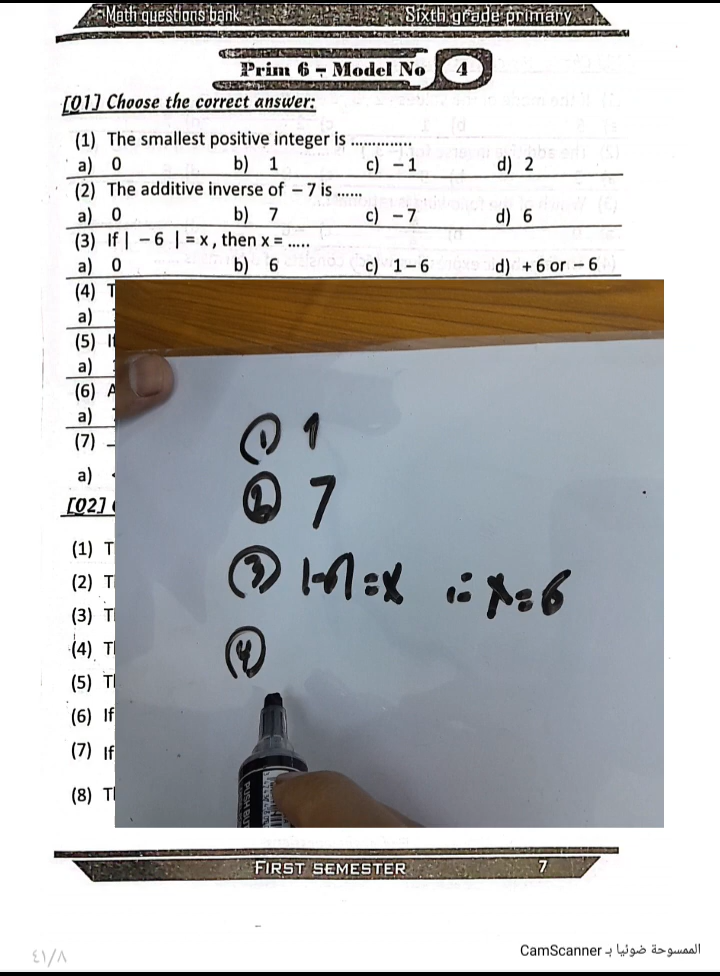 Math questions bank Sixth grade primary
Prim 6 - Model No 4
[Q1] Choose the correct answer:
(1) The smallest positive integer is ...............
a) 0 b) 1 c) – 1 d) 2
(2) The additive inverse of – 7 is ......
a) 0 b) 7 c) – 7 d) 6
(3) If | – 6 | = x , then x = .....
a) 0 b) 6 c) 1 – 6 d) + 6 or – 6
(4) T
a)
(5) If
a)
(6) A
a)
(7)
a)
[Q2]
(1) T
(2) T
(3) T
(4) T
(5) T
(6) If
(7) If
(8) T
① 1
② 7
③ |-6| = x ∴ x = 6
④
PUSH BUT
FIRST SEMESTER 7
٤١/٨
الممسوحة ضوئيا بـ CamScanner